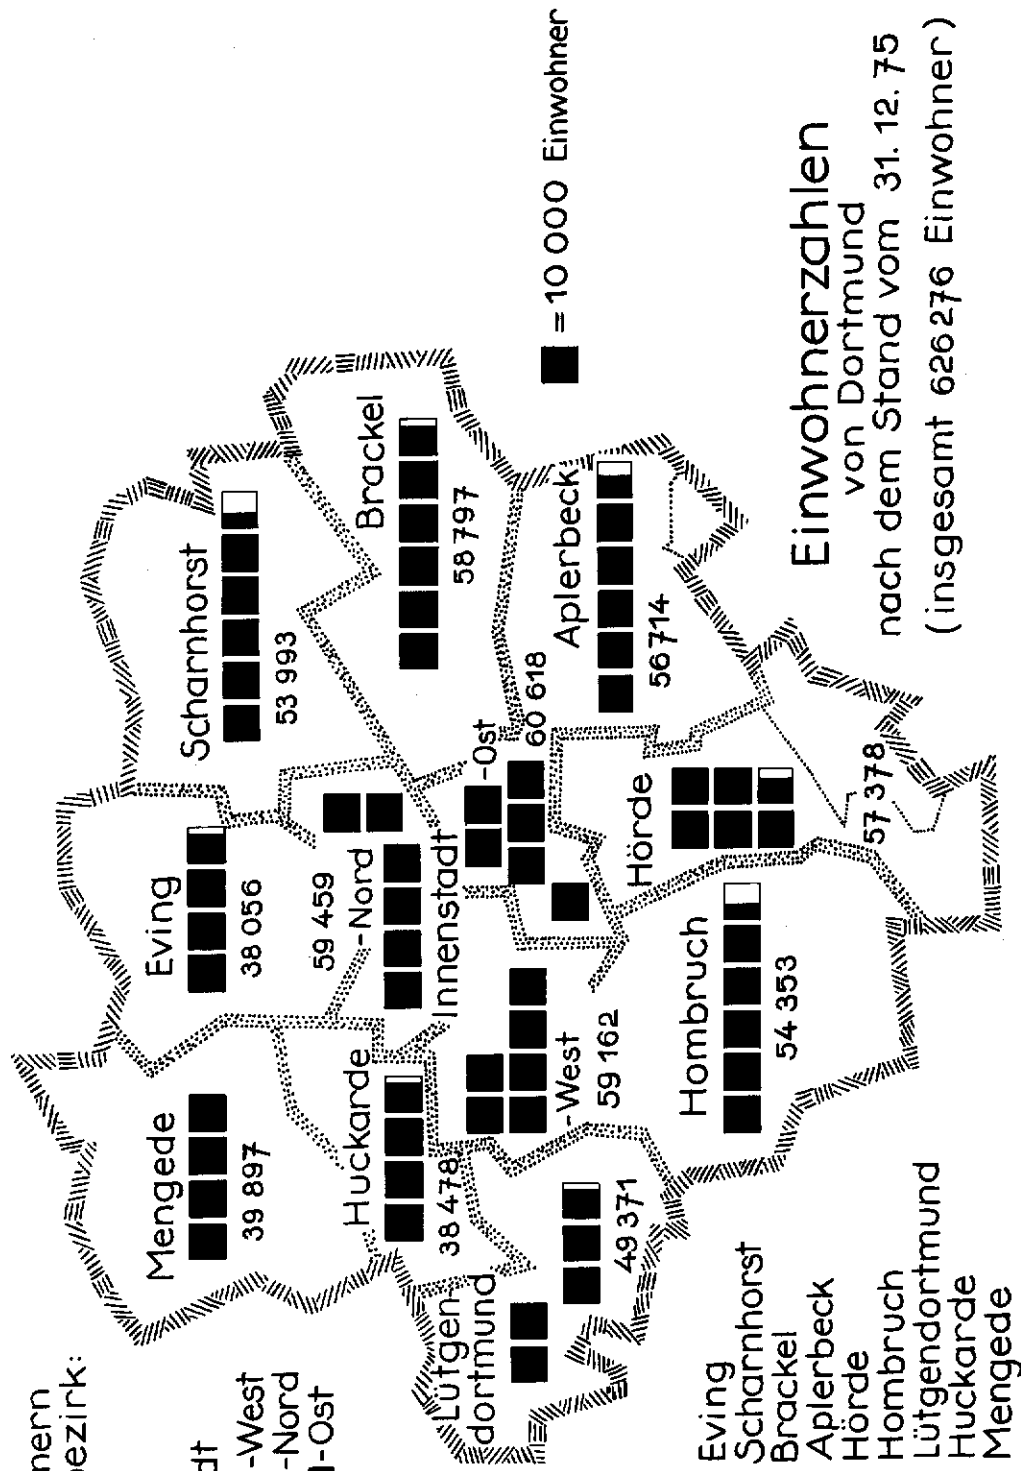 nern
ezirk:
dt
-West
-Nord
-Ost
Mengede
39 897
Eving
38 056
Scharnhorst
53 993
Brackel
58 797
Huckarde
38 478
59 459
-Nord
Innenstadt
-Ost
60 618
-West
59 162
Aplerbeck
56 714
Lütgen-
dortmund
49 371
Hombruch
54 353
Hörde
57 378
= 10 000 Einwohner
Einwohnerzahlen
von Dortmund
nach dem Stand vom 31. 12. 75
(insgesamt 626 276 Einwohner)
Eving
Scharnhorst
Brackel
Aplerbeck
Hörde
Hombruch
Lütgendortmund
Huckarde
Mengede